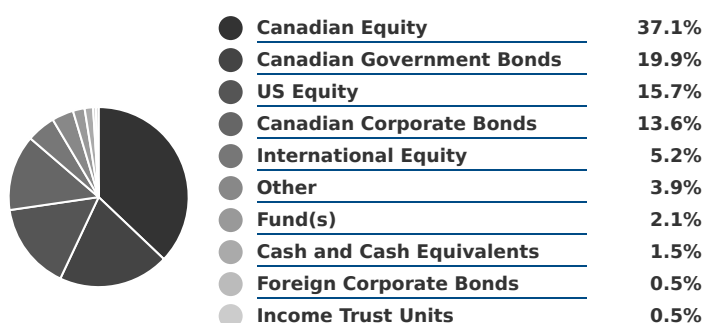 Canadian Equity 37.1%
Canadian Government Bonds 19.9%
US Equity 15.7%
Canadian Corporate Bonds 13.6%
International Equity 5.2%
Other 3.9%
Fund(s) 2.1%
Cash and Cash Equivalents 1.5%
Foreign Corporate Bonds 0.5%
Income Trust Units 0.5%